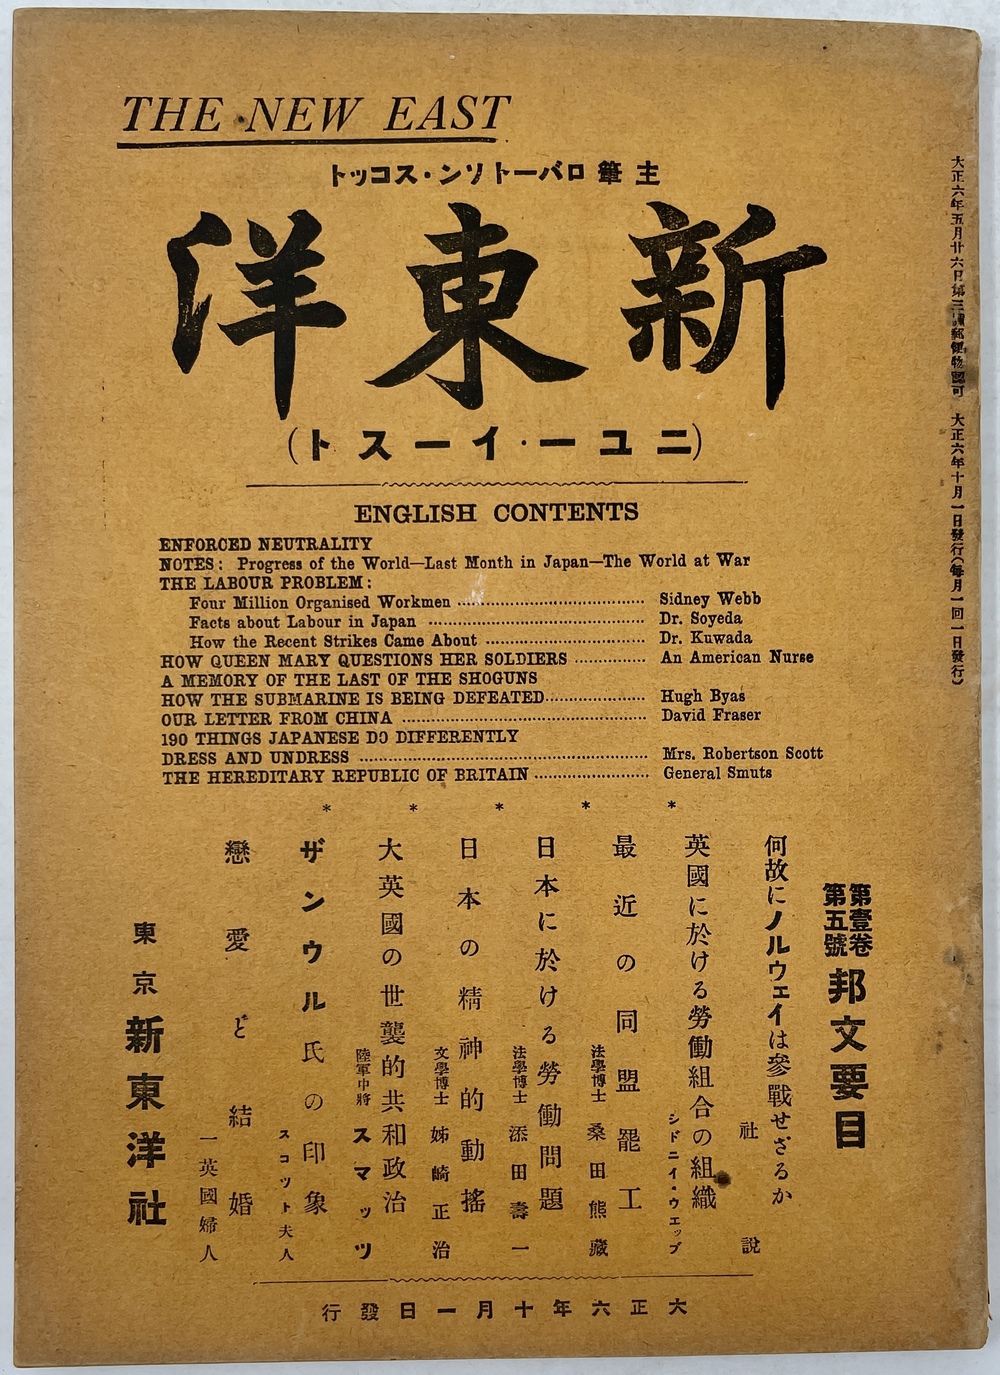 THE NEW EAST
主筆 ロバートソン・スコット
新東洋
(ニユー・イースト)
大正六年五月廿六日第三種郵便物認可 大正六年十月一日發行(毎月一回一日發行)
ENGLISH CONTENTS
ENFORCED NEUTRALITY
NOTES: Progress of the World—Last Month in Japan—The World at War
THE LABOUR PROBLEM:
Four Million Organised Workmen ........ Sidney Webb
Facts about Labour in Japan ........ Dr. Soyeda
How the Recent Strikes Came About ........ Dr. Kuwada
HOW QUEEN MARY QUESTIONS HER SOLDIERS ........ An American Nurse
A MEMORY OF THE LAST OF THE SHOGUNS
HOW THE SUBMARINE IS BEING DEFEATED ........ Hugh Byas
OUR LETTER FROM CHINA ........ David Fraser
190 THINGS JAPANESE DO DIFFERENTLY
DRESS AND UNDRESS ........ Mrs. Robertson Scott
THE HEREDITARY REPUBLIC OF BRITAIN ........ General Smuts
* * * * *
第壹卷
第五號
邦文要目
何故にノルウェイは參戰せざるか
社說
英國に於ける勞働組合の組織
シドニイ・ウエッブ
最近の同盟罷工
法學博士 桑田熊藏
日本に於ける勞働問題
法學博士 添田壽一
日本の精神的動搖
文學博士 姊崎正治
大英國の世襲的共和政治
陸軍中將 スマッツ
ザンウル氏の印象
スコット夫人
戀愛と結婚
一英國婦人
東京 新東洋社
大正六年十月一日發行